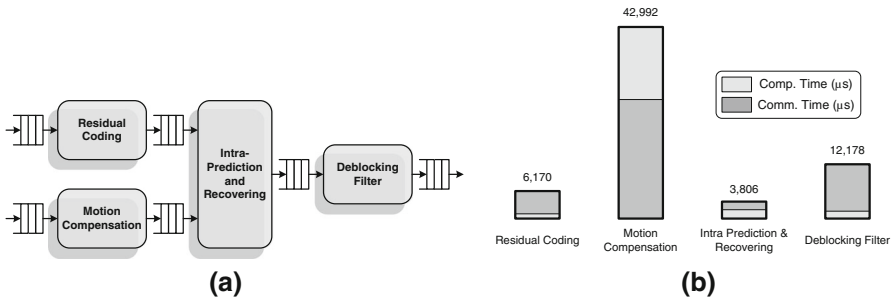 Residual
Coding
Motion
Compensation
Intra-
Prediction
and
Recovering
Deblocking
Filter
(a)
42,992
Comp. Time (μs)
Comm. Time (μs)
6,170
3,806
12,178
Residual Coding
Motion
Compensation
Intra Prediction &
Recovering
Deblocking Filter
(b)